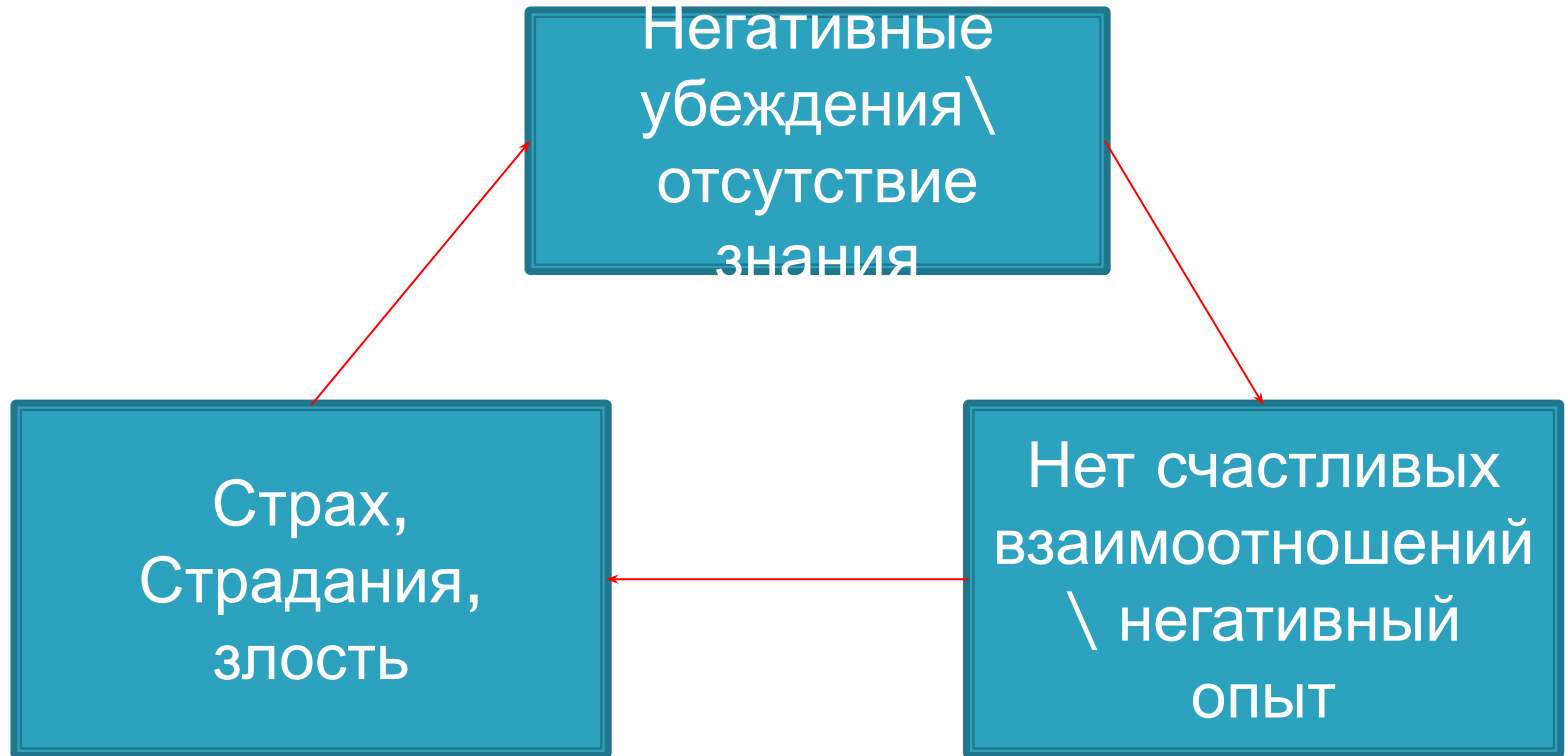 Негативные
убеждения\
отсутствие
знания
Страх,
Страдания,
злость
Нет счастливых
взаимоотношений
\ негативный
опыт